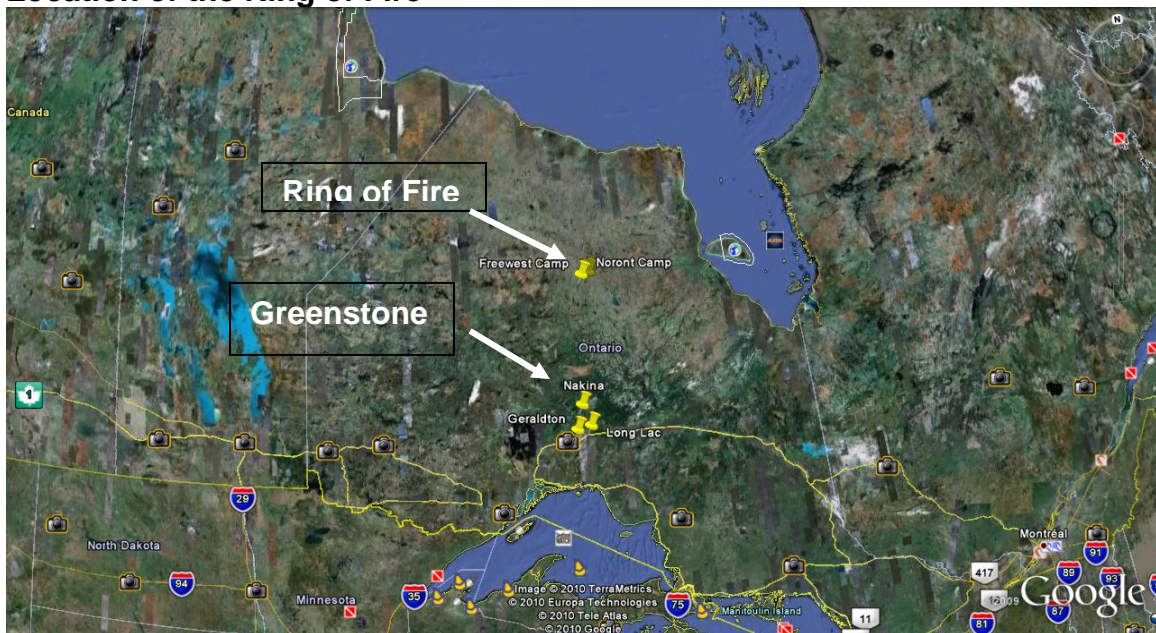 Location of the Ring of Fire
N
Canada
Ring of Fire
Freewest Camp
Noront Camp
Greenstone
Ontario
Nakina
1
Geraldton
Long Lac
29
Montréal
North Dakota
91
417
89
93
94
Minnesota
35
Image © 2010 TerraMetrics
© 2010 Europa Technologies
© 2010 Tele Atlas
© 2010 Google
75
Manitoulin Island
11
2009
Google
87
81